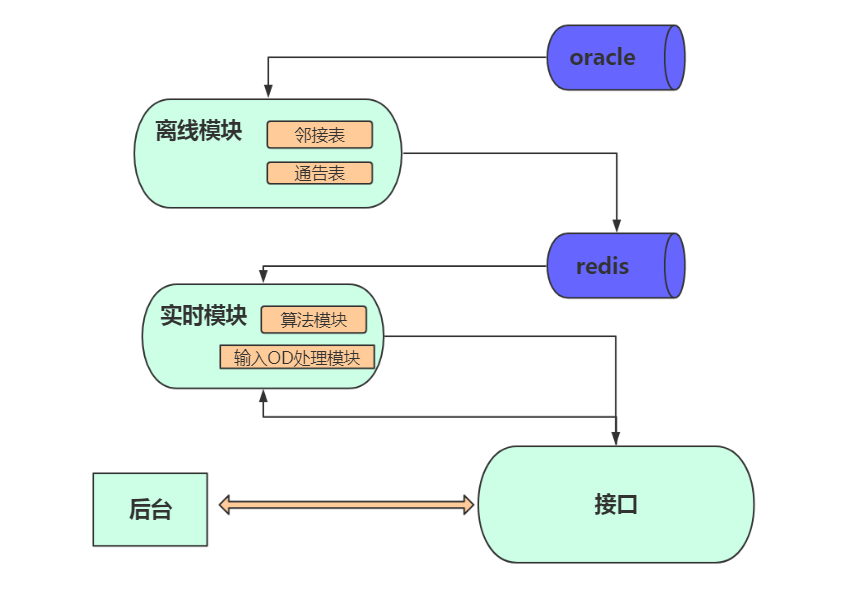 oracle
离线模块
邻接表
通告表
redis
实时模块
算法模块
输入OD处理模块
后台
接口